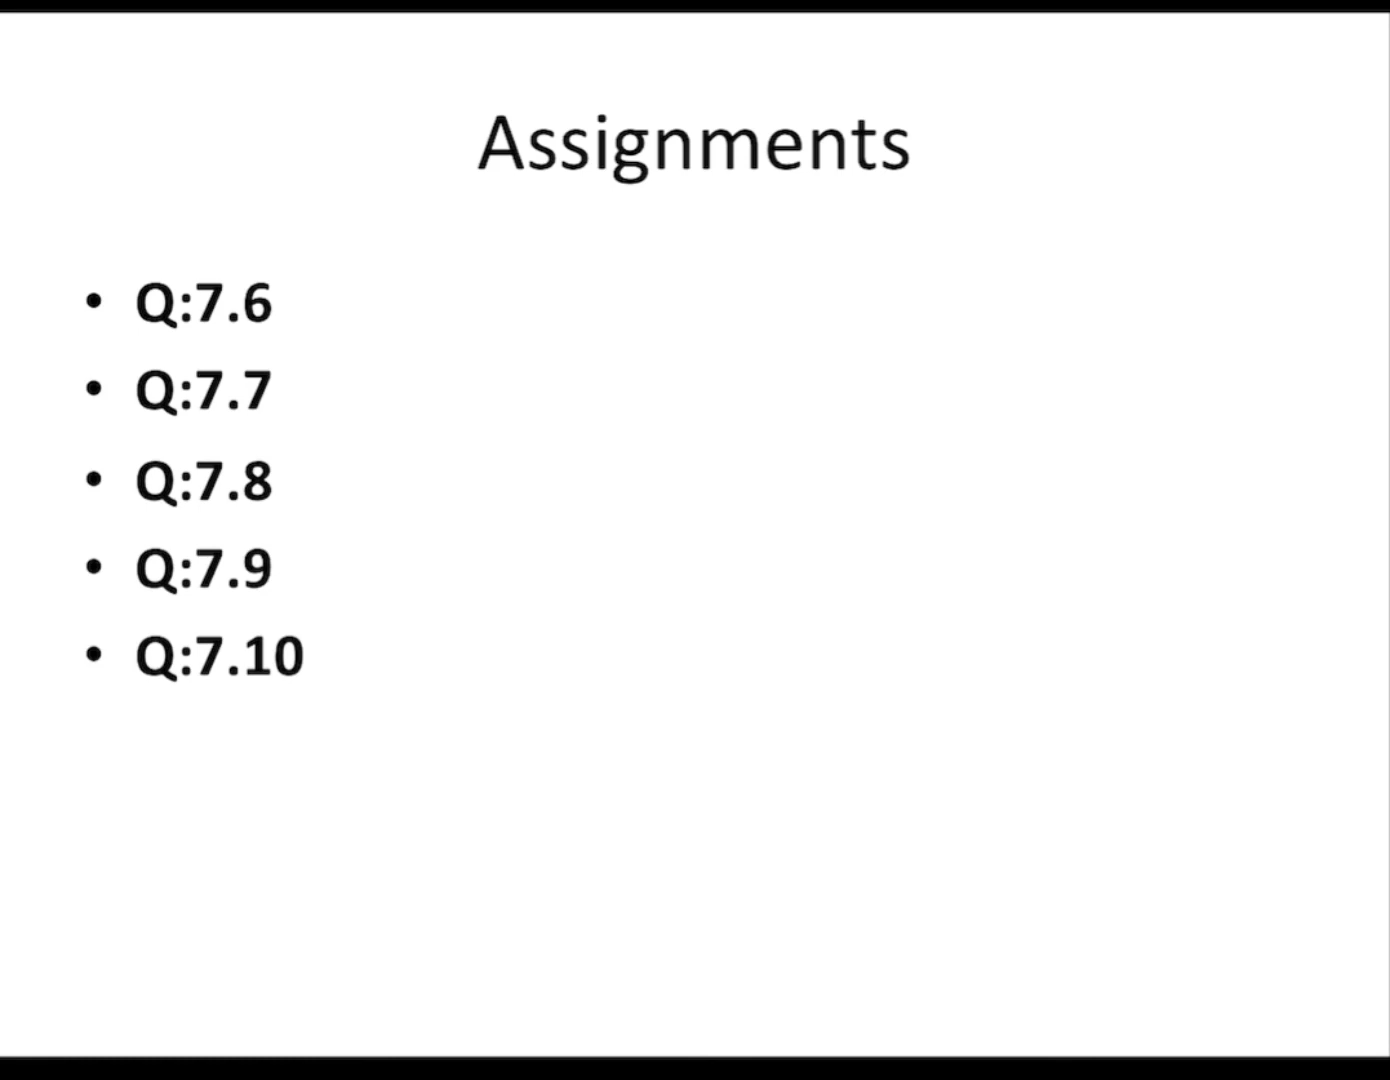 Assignments
• Q:7.6
• Q:7.7
• Q:7.8
• Q:7.9
• Q:7.10